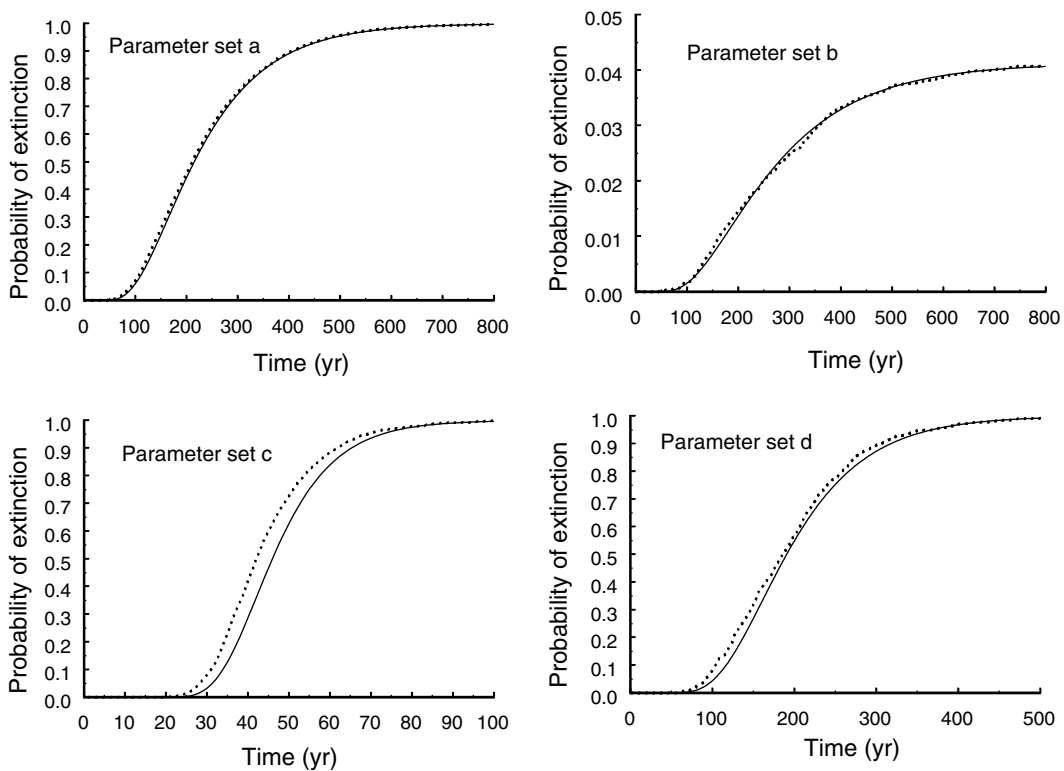 Parameter set a
Probability of extinction
1.0
0.9
0.8
0.7
0.6
0.5
0.4
0.3
0.2
0.1
0.0
0 100 200 300 400 500 600 700 800
Time (yr)
Parameter set b
Probability of extinction
0.05
0.04
0.03
0.02
0.01
0.00
0 100 200 300 400 500 600 700 800
Time (yr)
Parameter set c
Probability of extinction
1.0
0.9
0.8
0.7
0.6
0.5
0.4
0.3
0.2
0.1
0.0
0 10 20 30 40 50 60 70 80 90 100
Time (yr)
Parameter set d
Probability of extinction
1.0
0.9
0.8
0.7
0.6
0.5
0.4
0.3
0.2
0.1
0.0
0 100 200 300 400 500
Time (yr)